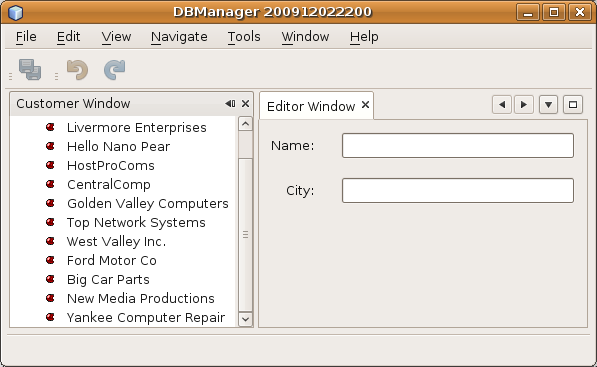 DBManager 200912022200
File Edit View Navigate Tools Window Help
Customer Window
Editor Window
Livermore Enterprises
Hello Nano Pear
HostProComs
CentralComp
Golden Valley Computers
Top Network Systems
West Valley Inc.
Ford Motor Co
Big Car Parts
New Media Productions
Yankee Computer Repair
Name:
City: